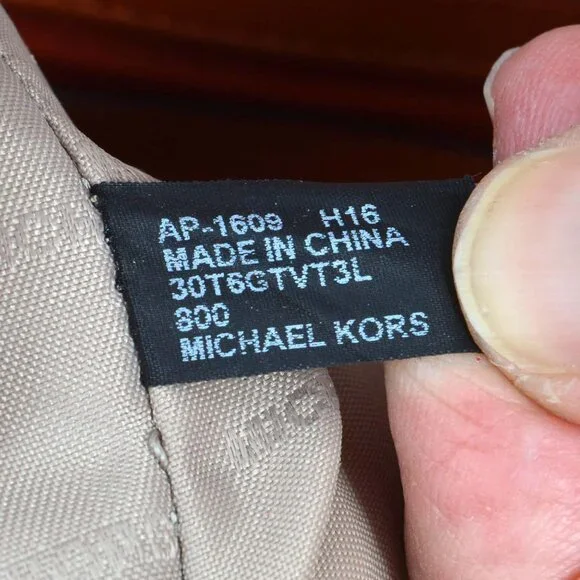 AP-1609 H16
MADE IN CHINA
30T6GTVT3L
800
MICHAEL KORS